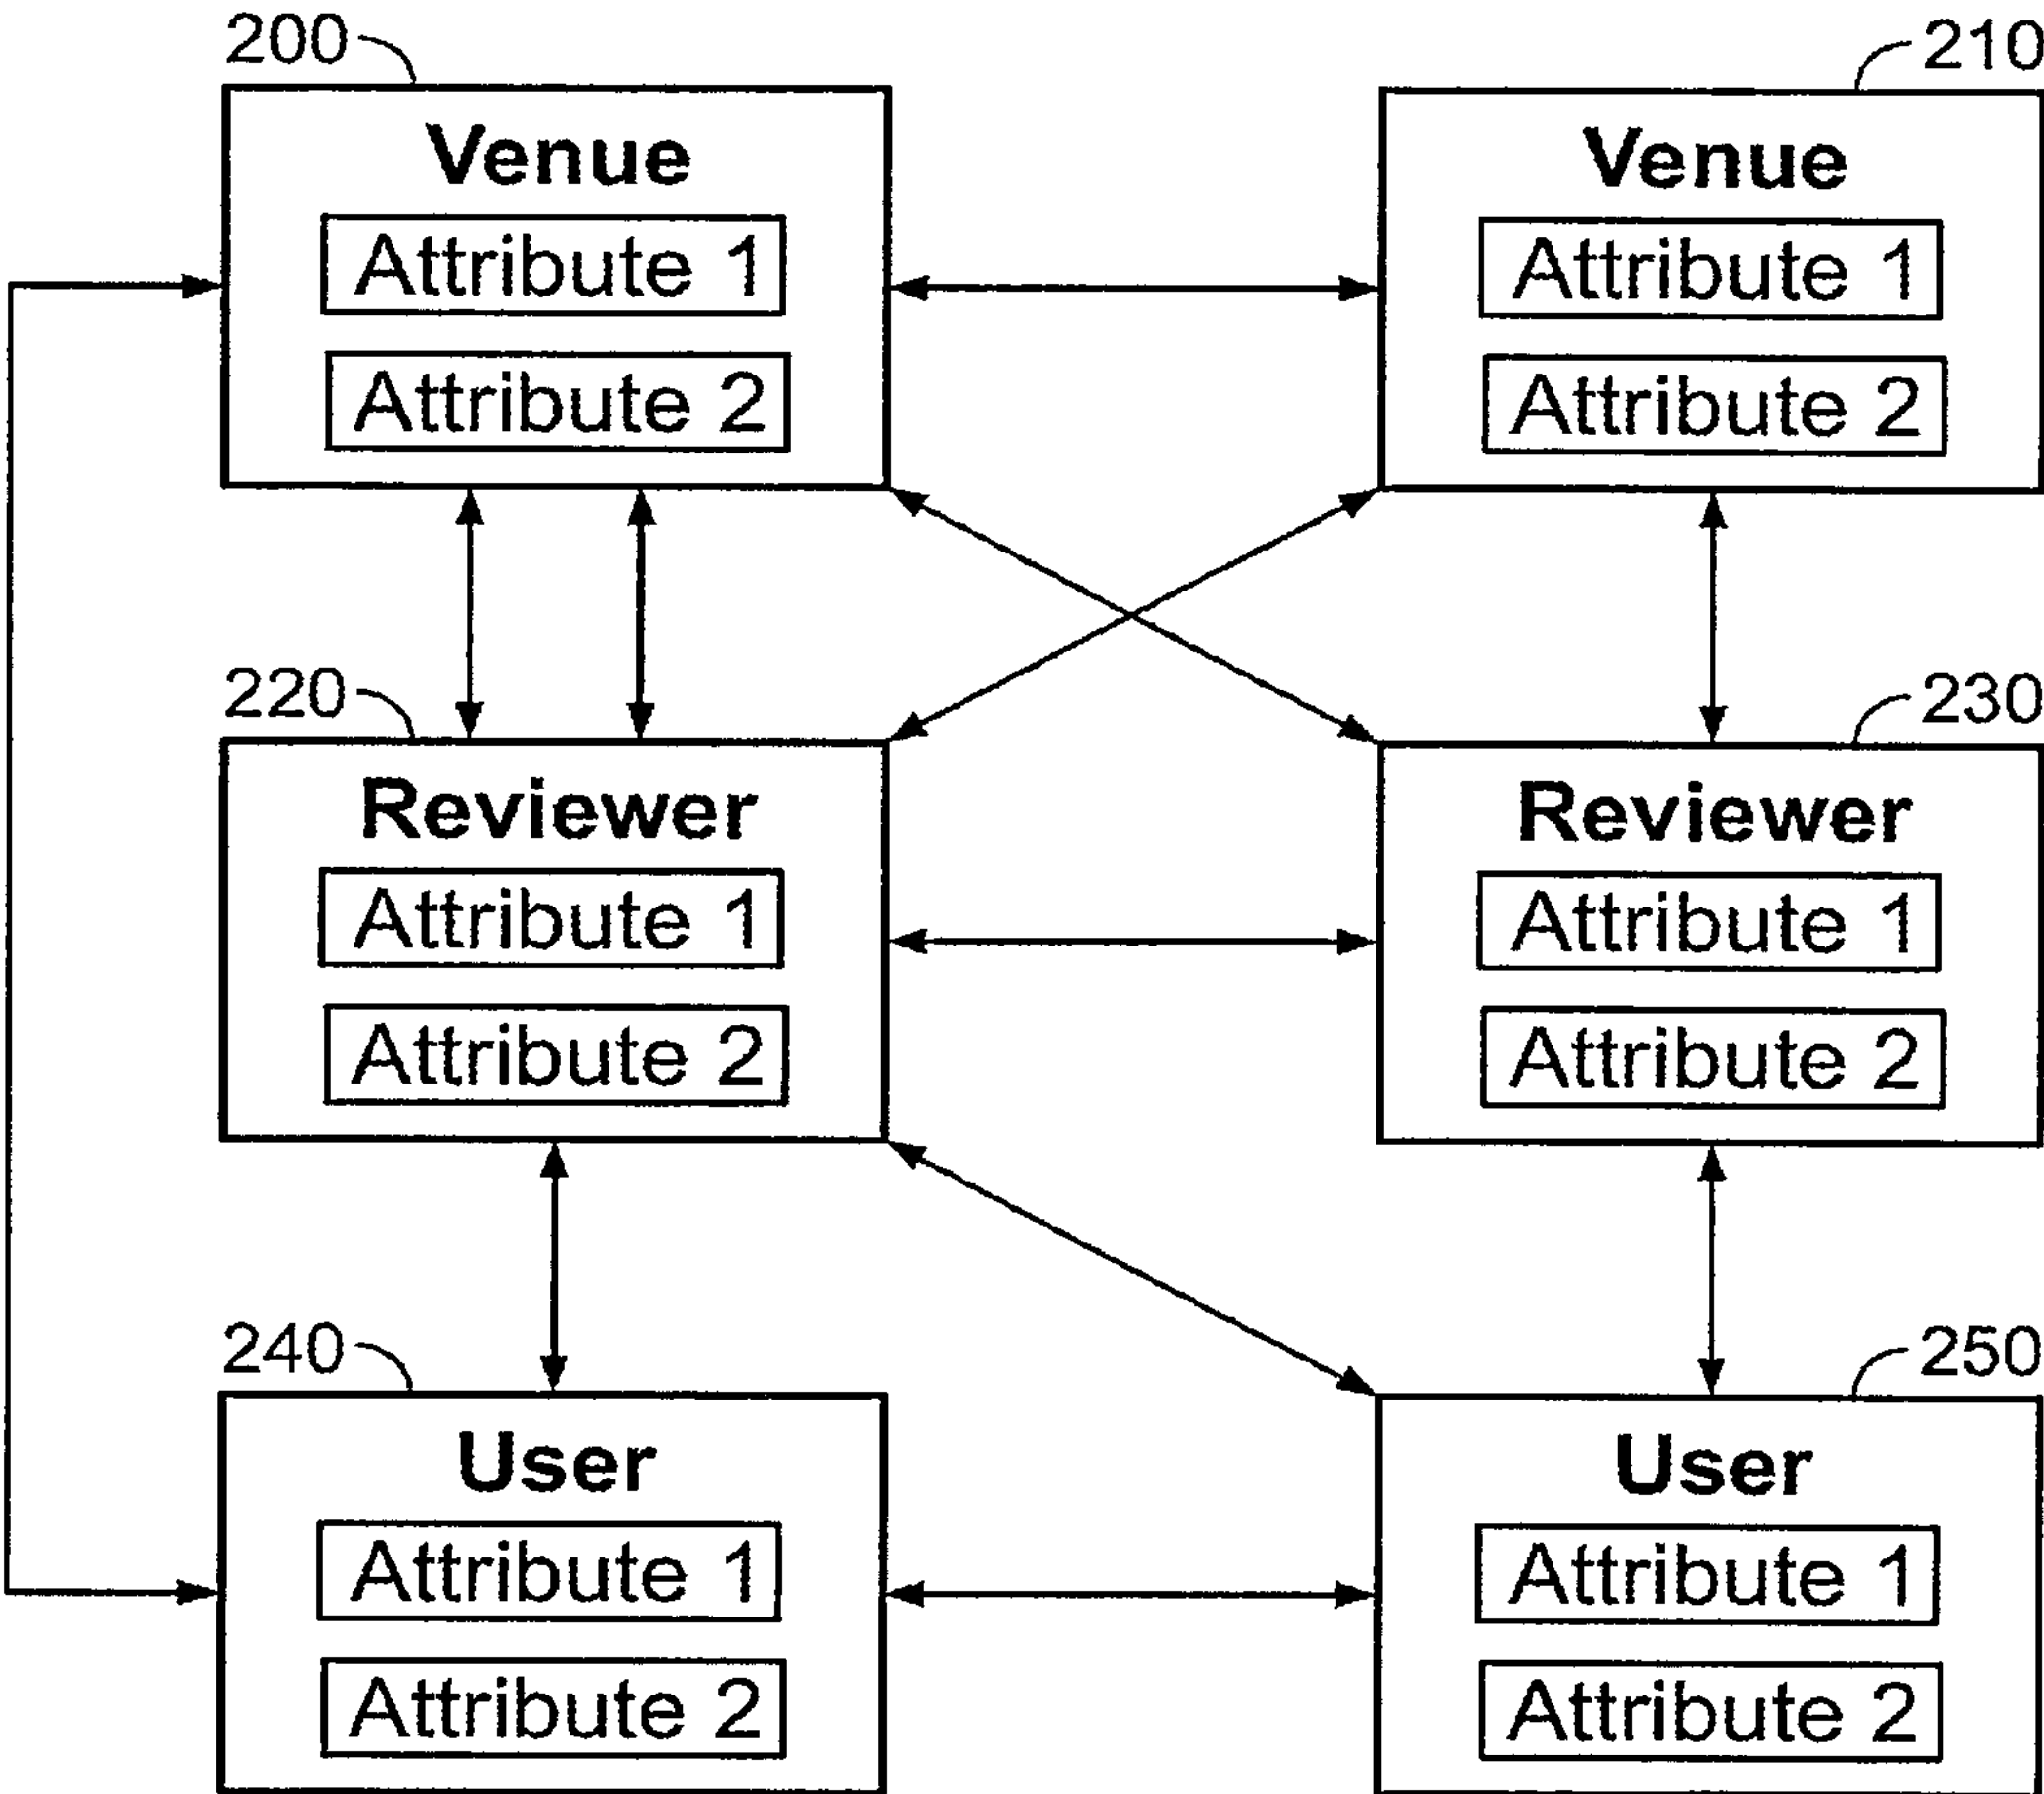 200 210
Venue Venue
Attribute 1 Attribute 1
Attribute 2 Attribute 2
220 230
Reviewer Reviewer
Attribute 1 Attribute 1
Attribute 2 Attribute 2
240 250
User User
Attribute 1 Attribute 1
Attribute 2 Attribute 2